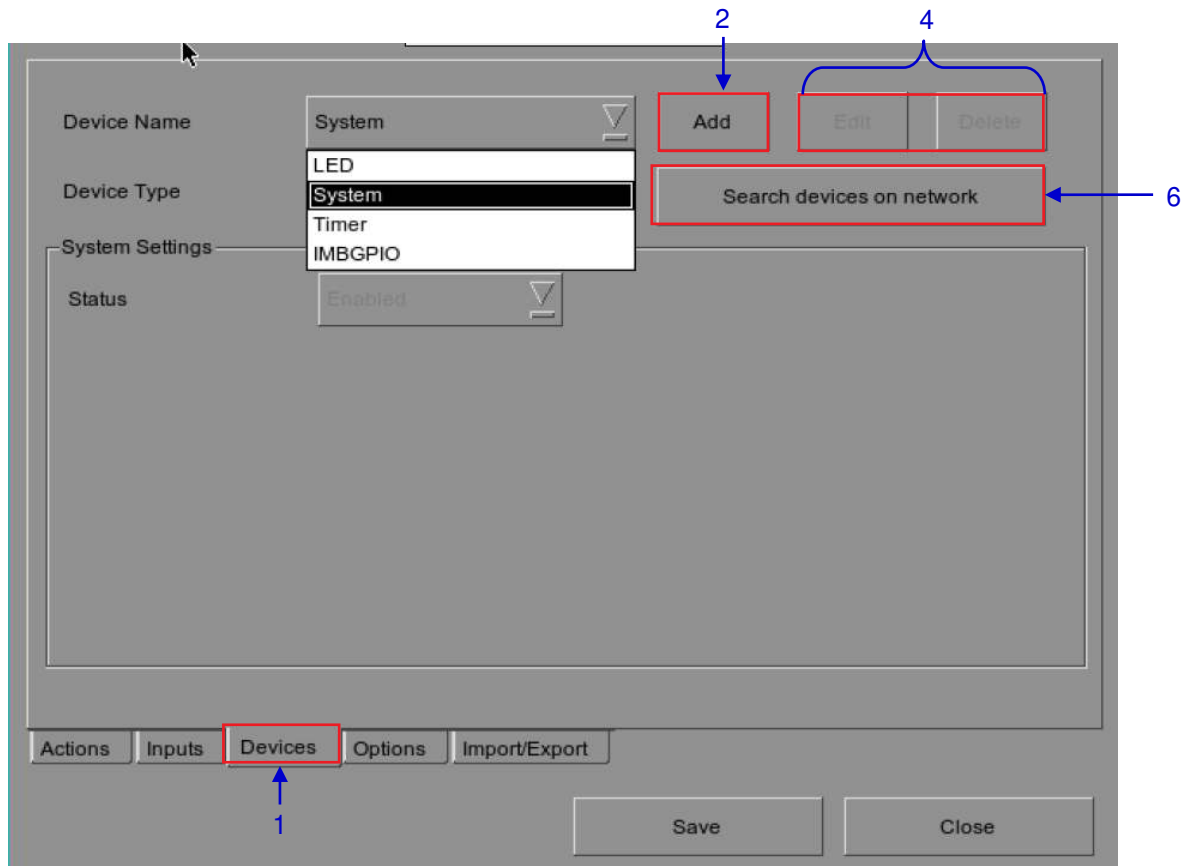 2 4
Device Name System Add Edit Delete
LED
Device Type System Search devices on network 6
Timer
System Settings
IMBGPIO
Status Enabled
Actions Inputs Devices Options Import/Export
1
Save Close